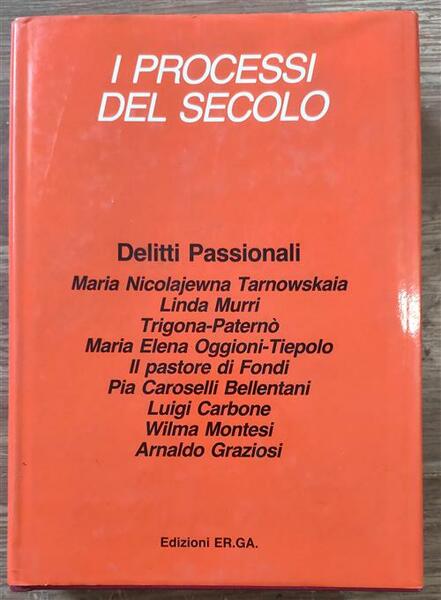 I PROCESSI
DEL SECOLO
Delitti Passionali
Maria Nicolajewna Tarnowskaia
Linda Murri
Trigona-Paternò
Maria Elena Oggioni-Tiepolo
Il pastore di Fondi
Pia Caroselli Bellentani
Luigi Carbone
Wilma Montesi
Arnaldo Graziosi
Edizioni ER.GA.